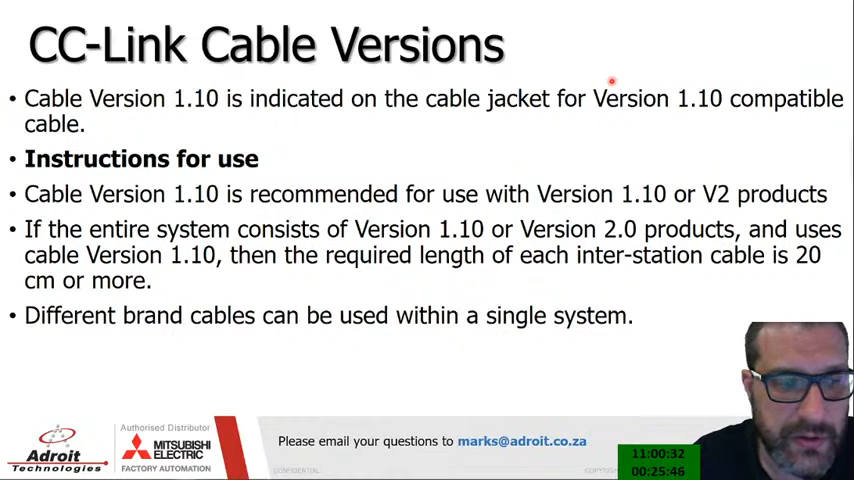 CC-Link Cable Versions
• Cable Version 1.10 is indicated on the cable jacket for Version 1.10 compatible
cable.
• Instructions for use
• Cable Version 1.10 is recommended for use with Version 1.10 or V2 products
• If the entire system consists of Version 1.10 or Version 2.0 products, and uses
cable Version 1.10, then the required length of each inter-station cable is 20
cm or more.
• Different brand cables can be used within a single system.
Adroit
Technologies
Authorised Distributor
MITSUBISHI
ELECTRIC
FACTORY AUTOMATION
Please email your questions to marks@adroit.co.za
CONFIDENTIAL
11:00:32
00:25:46